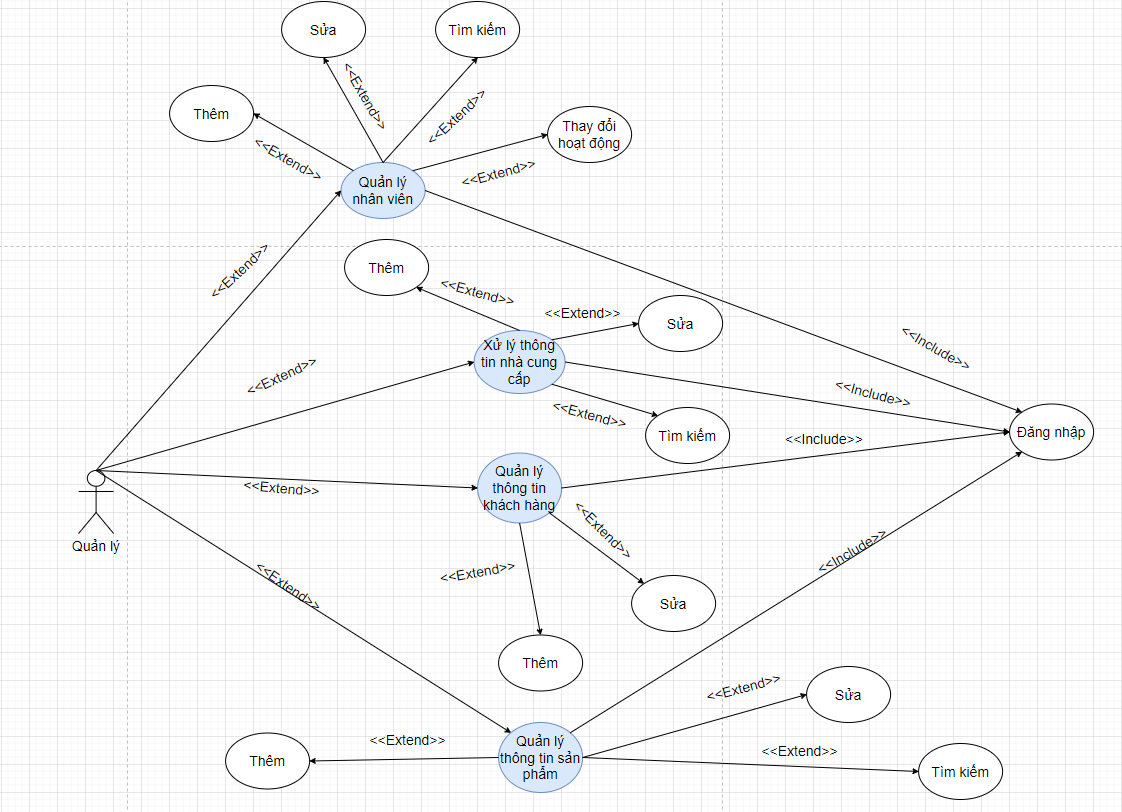 Sửa
Tìm kiếm
<<Extend>>
<<Extend>>
Thêm
Thay đổi
hoạt động
<<Extend>>
<<Extend>>
Quản lý
nhân viên
<<Extend>>
Thêm
<<Extend>>
<<Extend>>
Sửa
<<Include>>
Xử lý thông
tin nhà cung
cấp
<<Extend>>
<<Include>>
<<Extend>>
Tìm kiếm
Đăng nhập
<<Include>>
Quản lý
thông tin
khách hàng
<<Extend>>
<<Extend>>
Quản lý
<<Include>>
<<Extend>>
<<Extend>>
Sửa
Thêm
<<Extend>>
Sửa
<<Extend>>
Quản lý
thông tin sản
phẩm
<<Extend>>
Thêm
Tìm kiếm